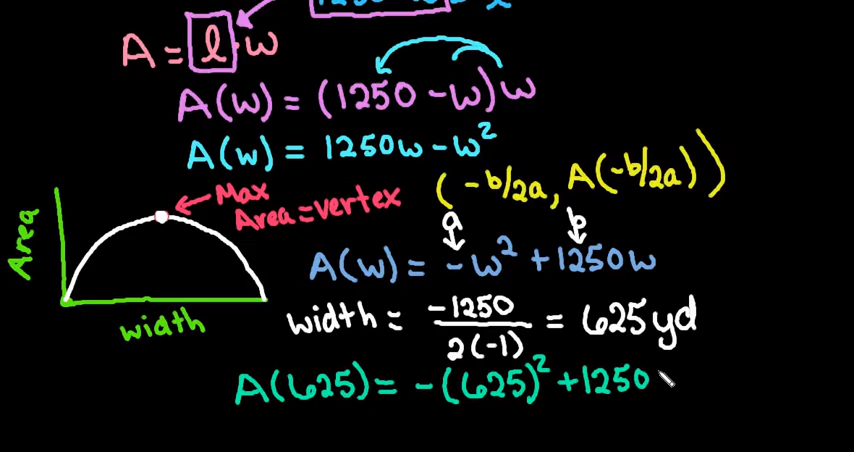 A = l · w
A(w) = (1250 - w)w
A(w) = 1250w - w²
(-b/2a, A(-b/2a))
Max
Area = vertex
Area
a b
A(w) = -w² + 1250w
width = -1250 / 2(-1) = 625 yd
width
A(625) = -(625)² + 1250